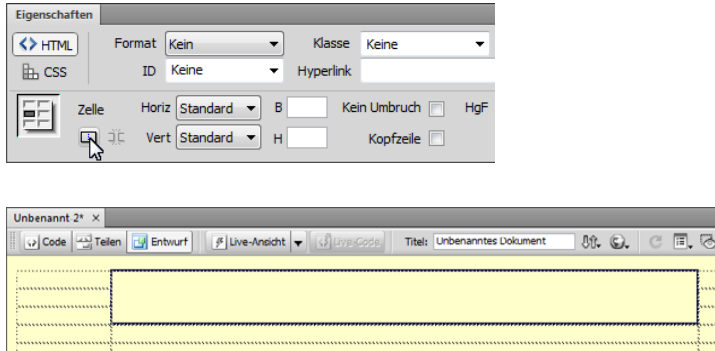 Eigenschaften
HTML Format Kein Klasse Keine
CSS ID Keine Hyperlink
Zelle Horiz Standard B Kein Umbruch HgF
Vert Standard H Kopfzeile
Unbenannt 2* ×
Code Teilen Entwurf Live-Ansicht Live-Code Titel: Unbenanntes Dokument